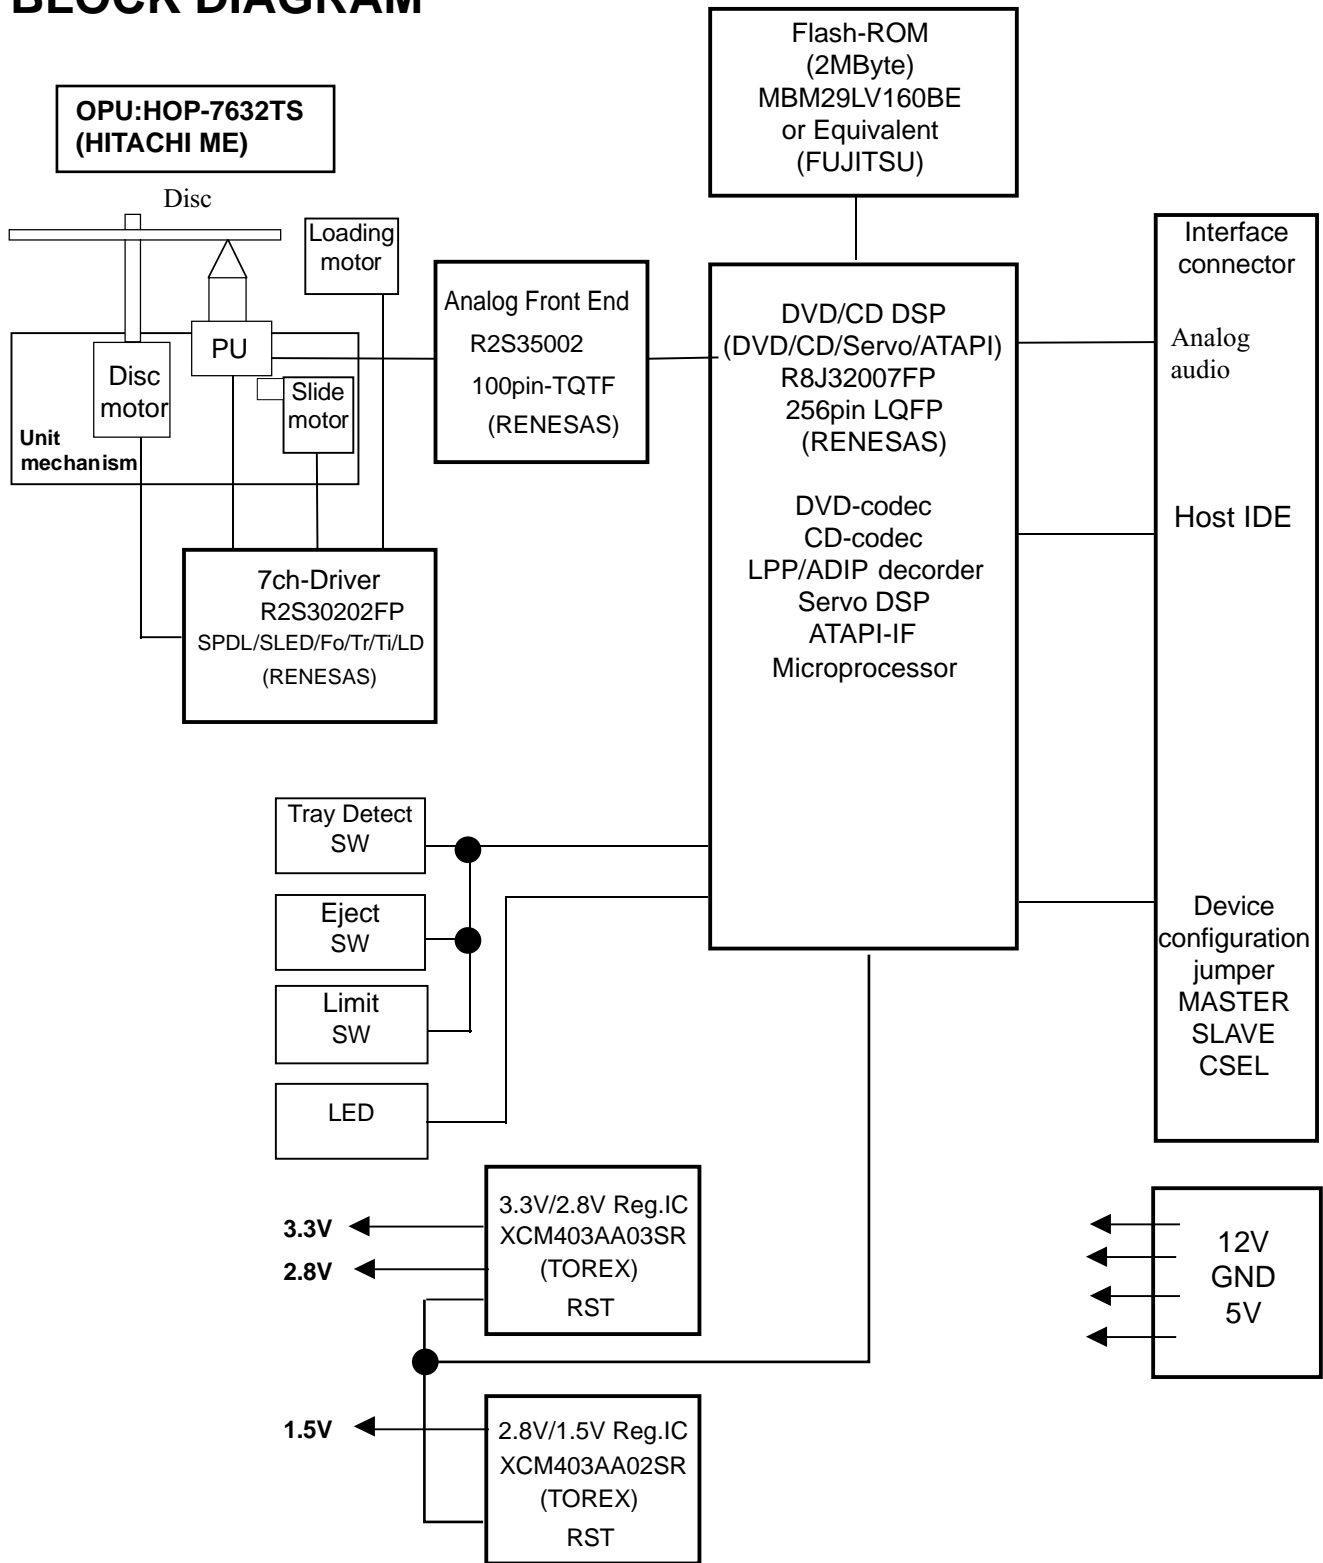 BLOCK DIAGRAM
Flash-ROM
(2MByte)
MBM29LV160BE
or Equivalent
(FUJITSU)
OPU:HOP-7632TS
(HITACHI ME)
Disc
Loading
motor
PU
Disc
motor
Slide
motor
Unit
mechanism
Analog Front End
R2S35002
100pin-TQTF
(RENESAS)
DVD/CD DSP
(DVD/CD/Servo/ATAPI)
R8J32007FP
256pin LQFP
(RENESAS)
DVD-codec
CD-codec
LPP/ADIP decorder
Servo DSP
ATAPI-IF
Microprocessor
Interface
connector
Analog
audio
Host IDE
Device
configuration
jumper
MASTER
SLAVE
CSEL
7ch-Driver
R2S30202FP
SPDL/SLED/Fo/Tr/Ti/LD
(RENESAS)
Tray Detect
SW
Eject
SW
Limit
SW
LED
3.3V/2.8V Reg.IC
XCM403AA03SR
(TOREX)
RST
3.3V
2.8V
12V
GND
5V
1.5V
2.8V/1.5V Reg.IC
XCM403AA02SR
(TOREX)
RST